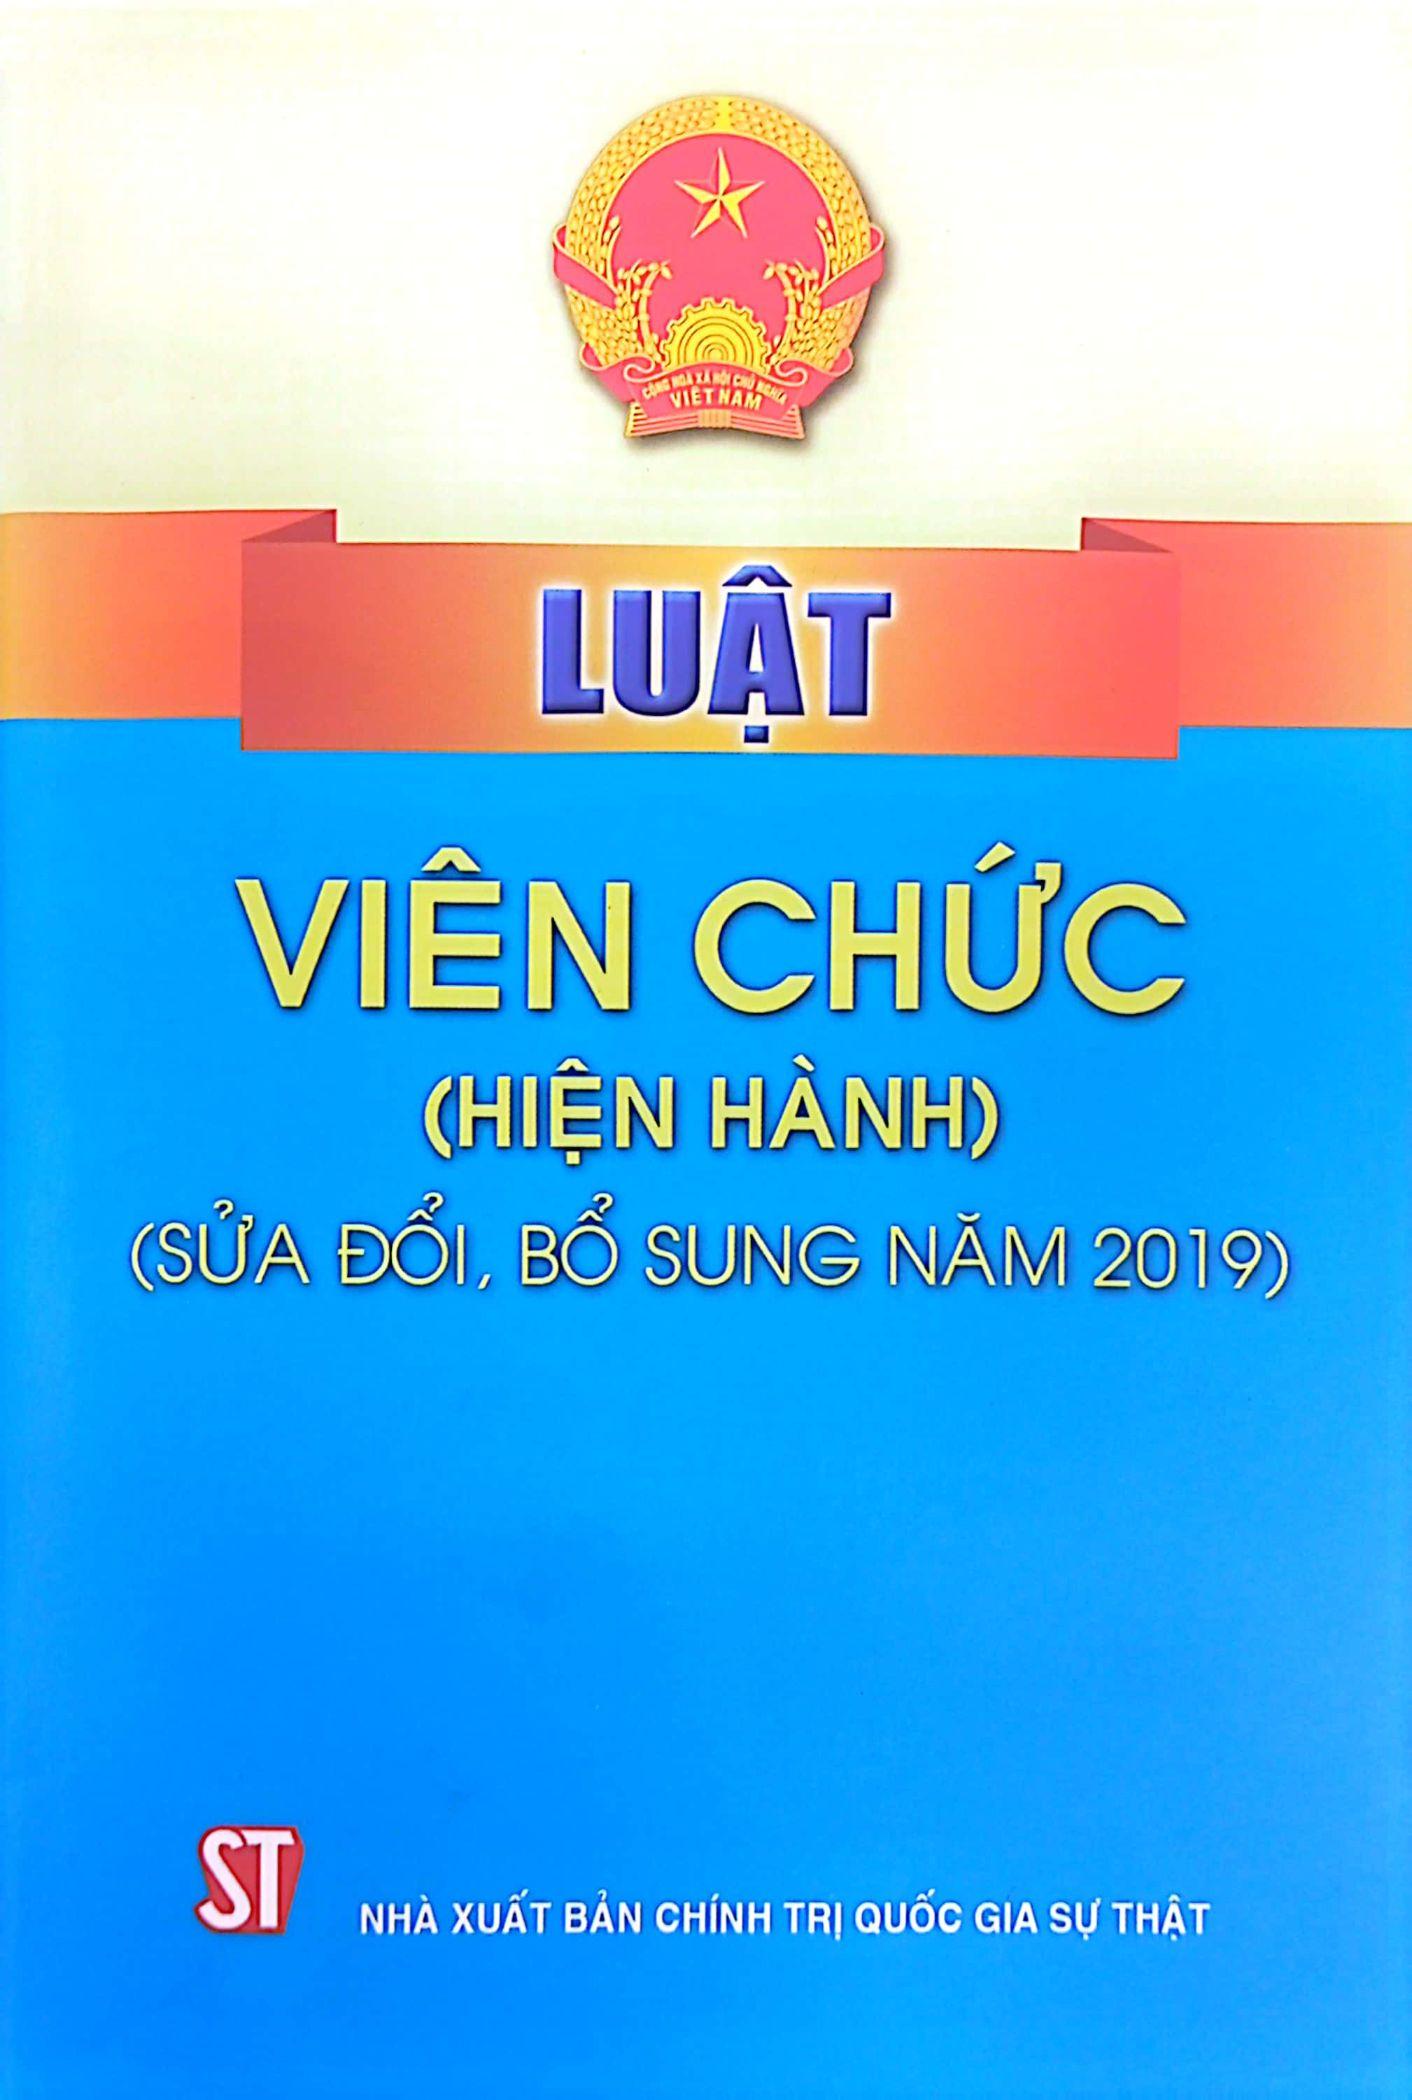 CỘNG HÒA XÃ HỘI CHỦ NGHĨA
VIỆT NAM
LUẬT
VIÊN CHỨC
(HIỆN HÀNH)
(SỬA ĐỔI, BỔ SUNG NĂM 2019)
ST
NHÀ XUẤT BẢN CHÍNH TRỊ QUỐC GIA SỰ THẬT